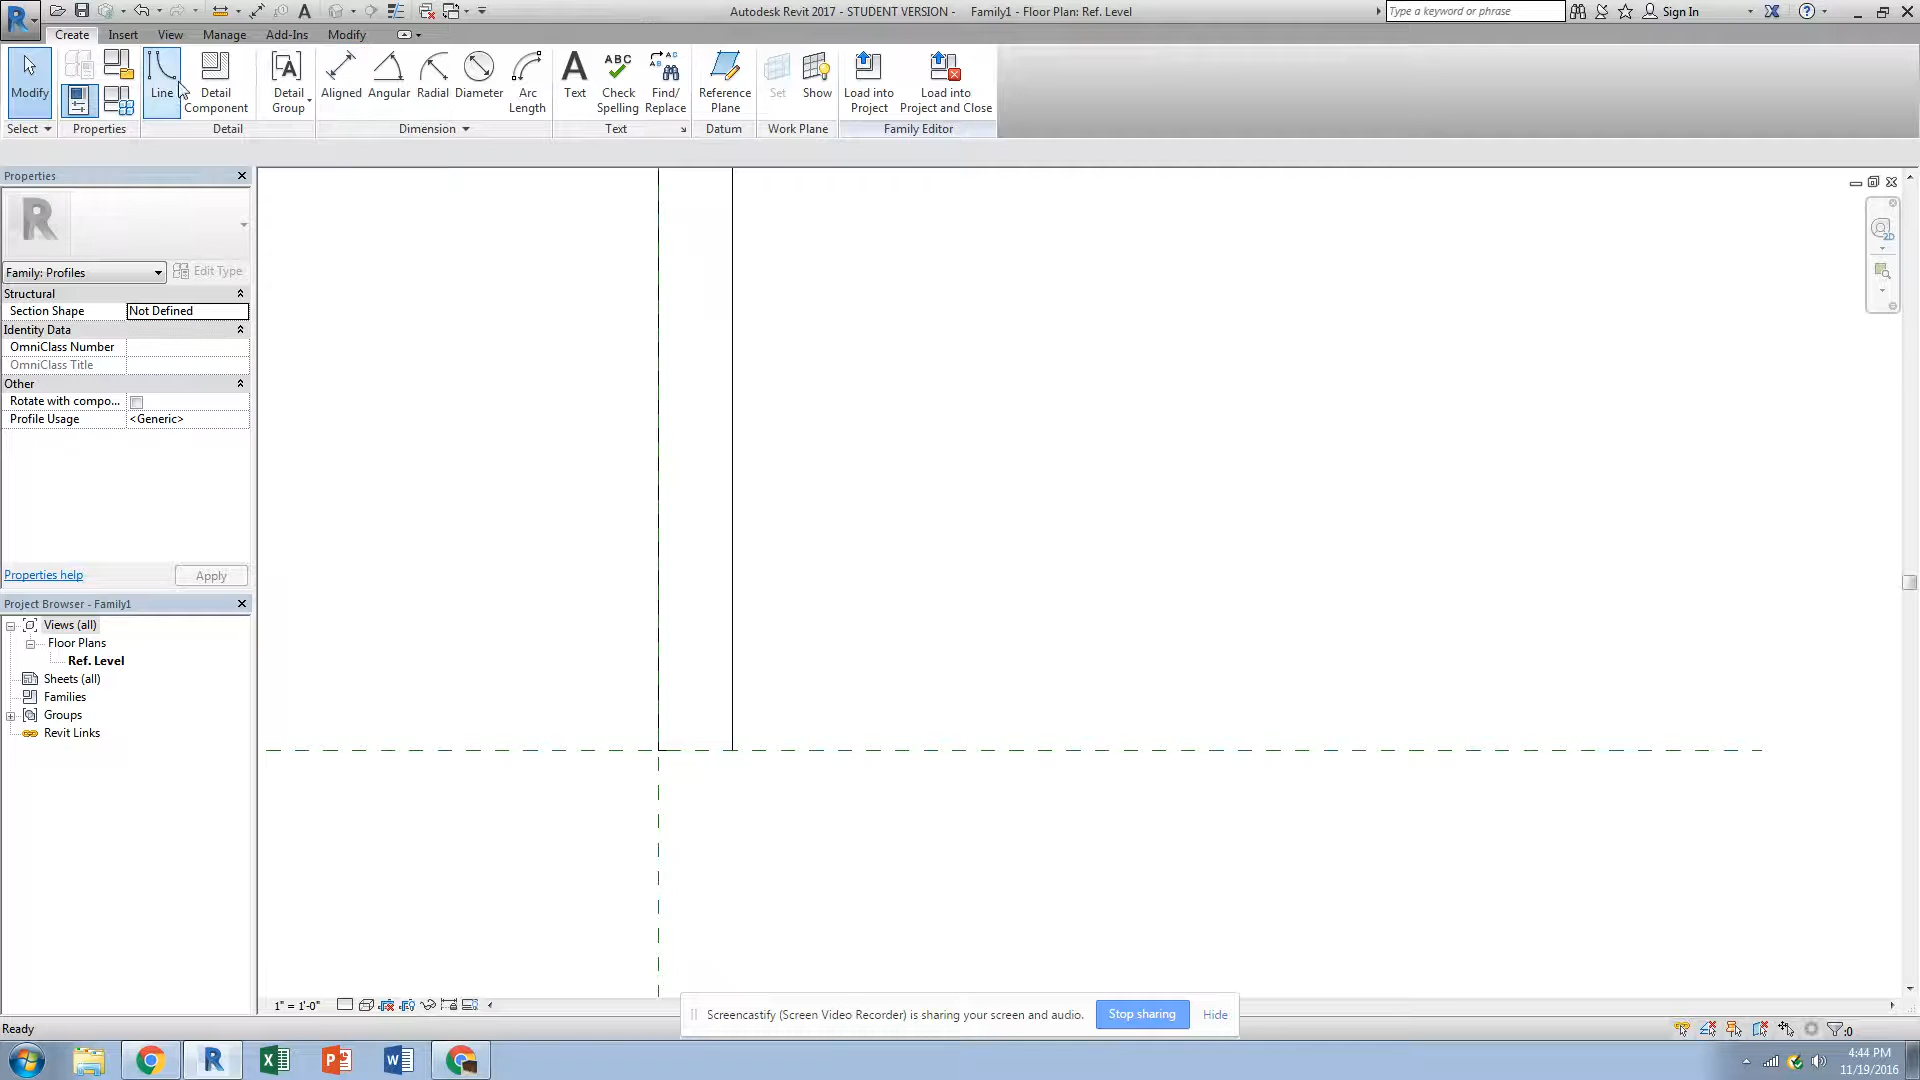 Autodesk Revit 2017 - STUDENT VERSION - Family1 - Floor Plan: Ref. Level
Type a keyword or phrase
Sign In
Create Insert View Manage Add-Ins Modify
Modify
Line
Detail Component
Detail Group
Aligned
Angular
Radial
Diameter
Arc Length
Text
ABC
Check Spelling
Find/ Replace
Reference Plane
Set
Show
Load into Project
Load into Project and Close
Select Properties Detail Dimension Text Datum Work Plane Family Editor
Properties
R
Family: Profiles Edit Type
Structural
Section Shape Not Defined
Identity Data
OmniClass Number
OmniClass Title
Other
Rotate with compo...
Profile Usage <Generic>
Properties help Apply
Project Browser - Family1
Views (all)
Floor Plans
Ref. Level
Sheets (all)
Families
Groups
Revit Links
2D
1" = 1'-0"
Screencastify (Screen Video Recorder) is sharing your screen and audio. Stop sharing Hide
Ready
:0
4:44 PM
11/19/2016